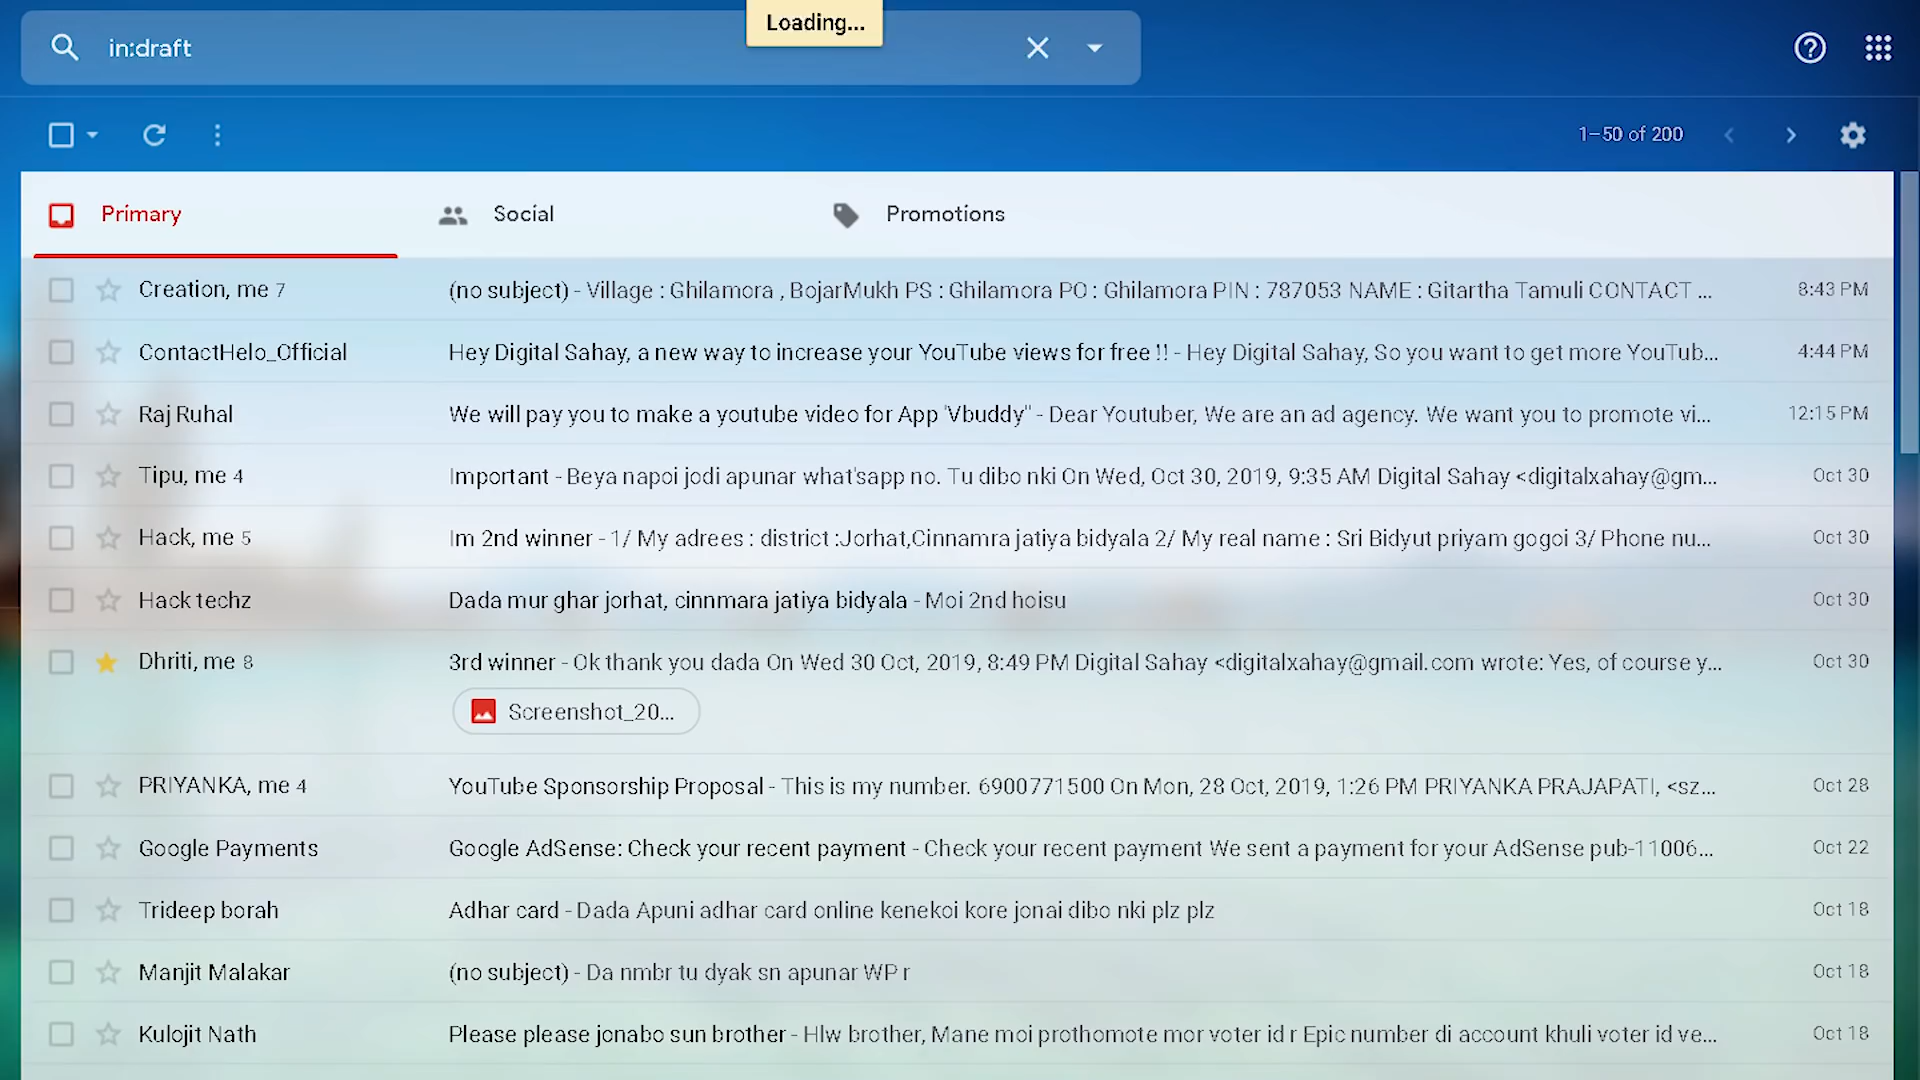 Loading...
in:draft
1–50 of 200
Primary Social Promotions
Creation, me 7 (no subject) - Village : Ghilamora , BojarMukh PS : Ghilamora PO : Ghilamora PIN : 787053 NAME : Gitartha Tamuli CONTACT ... 8:43 PM
ContactHelo_Official Hey Digital Sahay, a new way to increase your YouTube views for free !! - Hey Digital Sahay, So you want to get more YouTub... 4:44 PM
Raj Ruhal We will pay you to make a youtube video for App 'Vbuddy" - Dear Youtuber, We are an ad agency. We want you to promote vi... 12:15 PM
Tipu, me 4 Important - Beya napoi jodi apunar what'sapp no. Tu dibo nki On Wed, Oct 30, 2019, 9:35 AM Digital Sahay <digitalxahay@gm... Oct 30
Hack, me 5 Im 2nd winner - 1/ My adrees : district :Jorhat,Cinnamra jatiya bidyala 2/ My real name : Sri Bidyut priyam gogoi 3/ Phone nu... Oct 30
Hack techz Dada mur ghar jorhat, cinnmara jatiya bidyala - Moi 2nd hoisu Oct 30
Dhriti, me 8 3rd winner - Ok thank you dada On Wed 30 Oct, 2019, 8:49 PM Digital Sahay <digitalxahay@gmail.com wrote: Yes, of course y... Oct 30
Screenshot_20...
PRIYANKA, me 4 YouTube Sponsorship Proposal - This is my number. 6900771500 On Mon, 28 Oct, 2019, 1:26 PM PRIYANKA PRAJAPATI, <sz... Oct 28
Google Payments Google AdSense: Check your recent payment - Check your recent payment We sent a payment for your AdSense pub-11006... Oct 22
Trideep borah Adhar card - Dada Apuni adhar card online kenekoi kore jonai dibo nki plz plz Oct 18
Manjit Malakar (no subject) - Da nmbr tu dyak sn apunar WP r Oct 18
Kulojit Nath Please please jonabo sun brother - Hlw brother, Mane moi prothomote mor voter id r Epic number di account khuli voter id ve... Oct 18